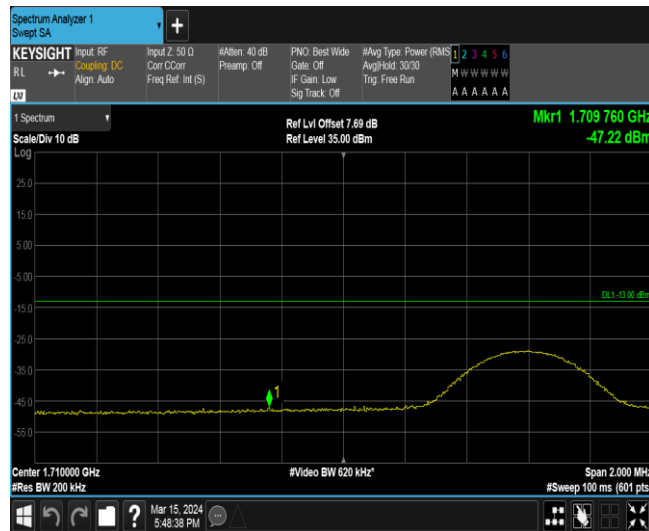 Spectrum Analyzer 1
Swept SA
+
KEYSIGHT
RL
LXI
Input: RF
Coupling: DC
Align: Auto
Input Z: 50 Ω
Corr CCorr
Freq Ref: Int (S)
#Atten: 40 dB
Preamp: Off
PNO: Best Wide
Gate: Off
IF Gain: Low
Sig Track: Off
#Avg Type: Power (RMS
Avg|Hold: 30/30
Trig: Free Run
1 2 3 4 5 6
M W W W W W
A A A A A A
1 Spectrum
Scale/Div 10 dB
Log
Ref Lvl Offset 7.69 dB
Ref Level 35.00 dBm
Mkr1 1.709 760 GHz
-47.22 dBm
25.0
15.0
5.00
-5.00
DL1 -13.00 dBm
-15.0
-25.0
-35.0
1
-45.0
-55.0
Center 1.710000 GHz
#Res BW 200 kHz
#Video BW 620 kHz*
Span 2.000 MHz
#Sweep 100 ms (601 pts
?
Mar 15, 2024
5:48:38 PM